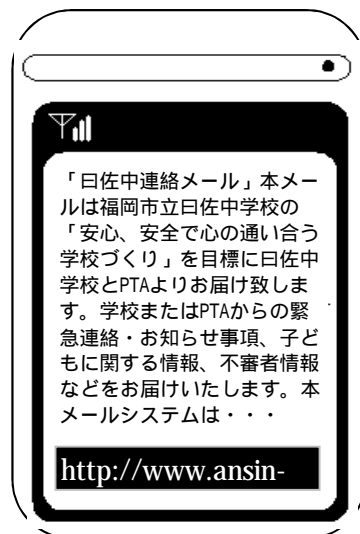 「曰佐中連絡メール」本メー
ルは福岡市立曰佐中学校の
「安心、安全で心の通い合う
学校づくり」を目標に曰佐中
学校とPTAよりお届け致しま
す。学校またはPTAからの緊
急連絡・お知らせ事項、子ど
もに関する情報、不審者情報
などをお届けいたします。本
メールシステムは・・・
http://www.ansin-